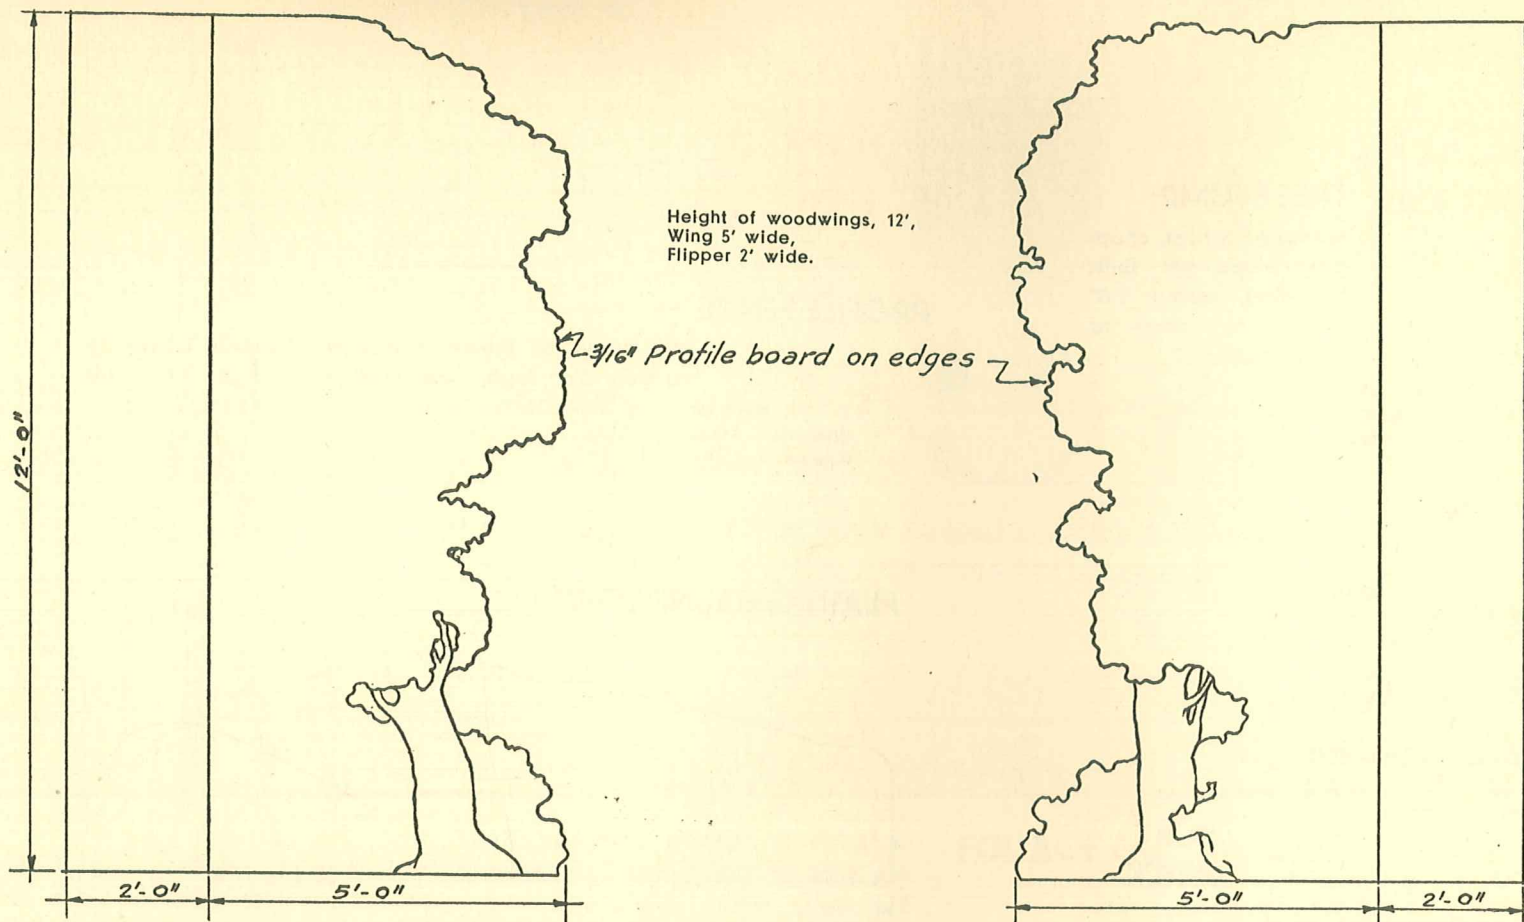 Height of woodwings, 12',
Wing 5' wide,
Flipper 2' wide.
3/16" Profile board on edges
12'-0"
2'-0"
5'-0"
5'-0"
2'-0"